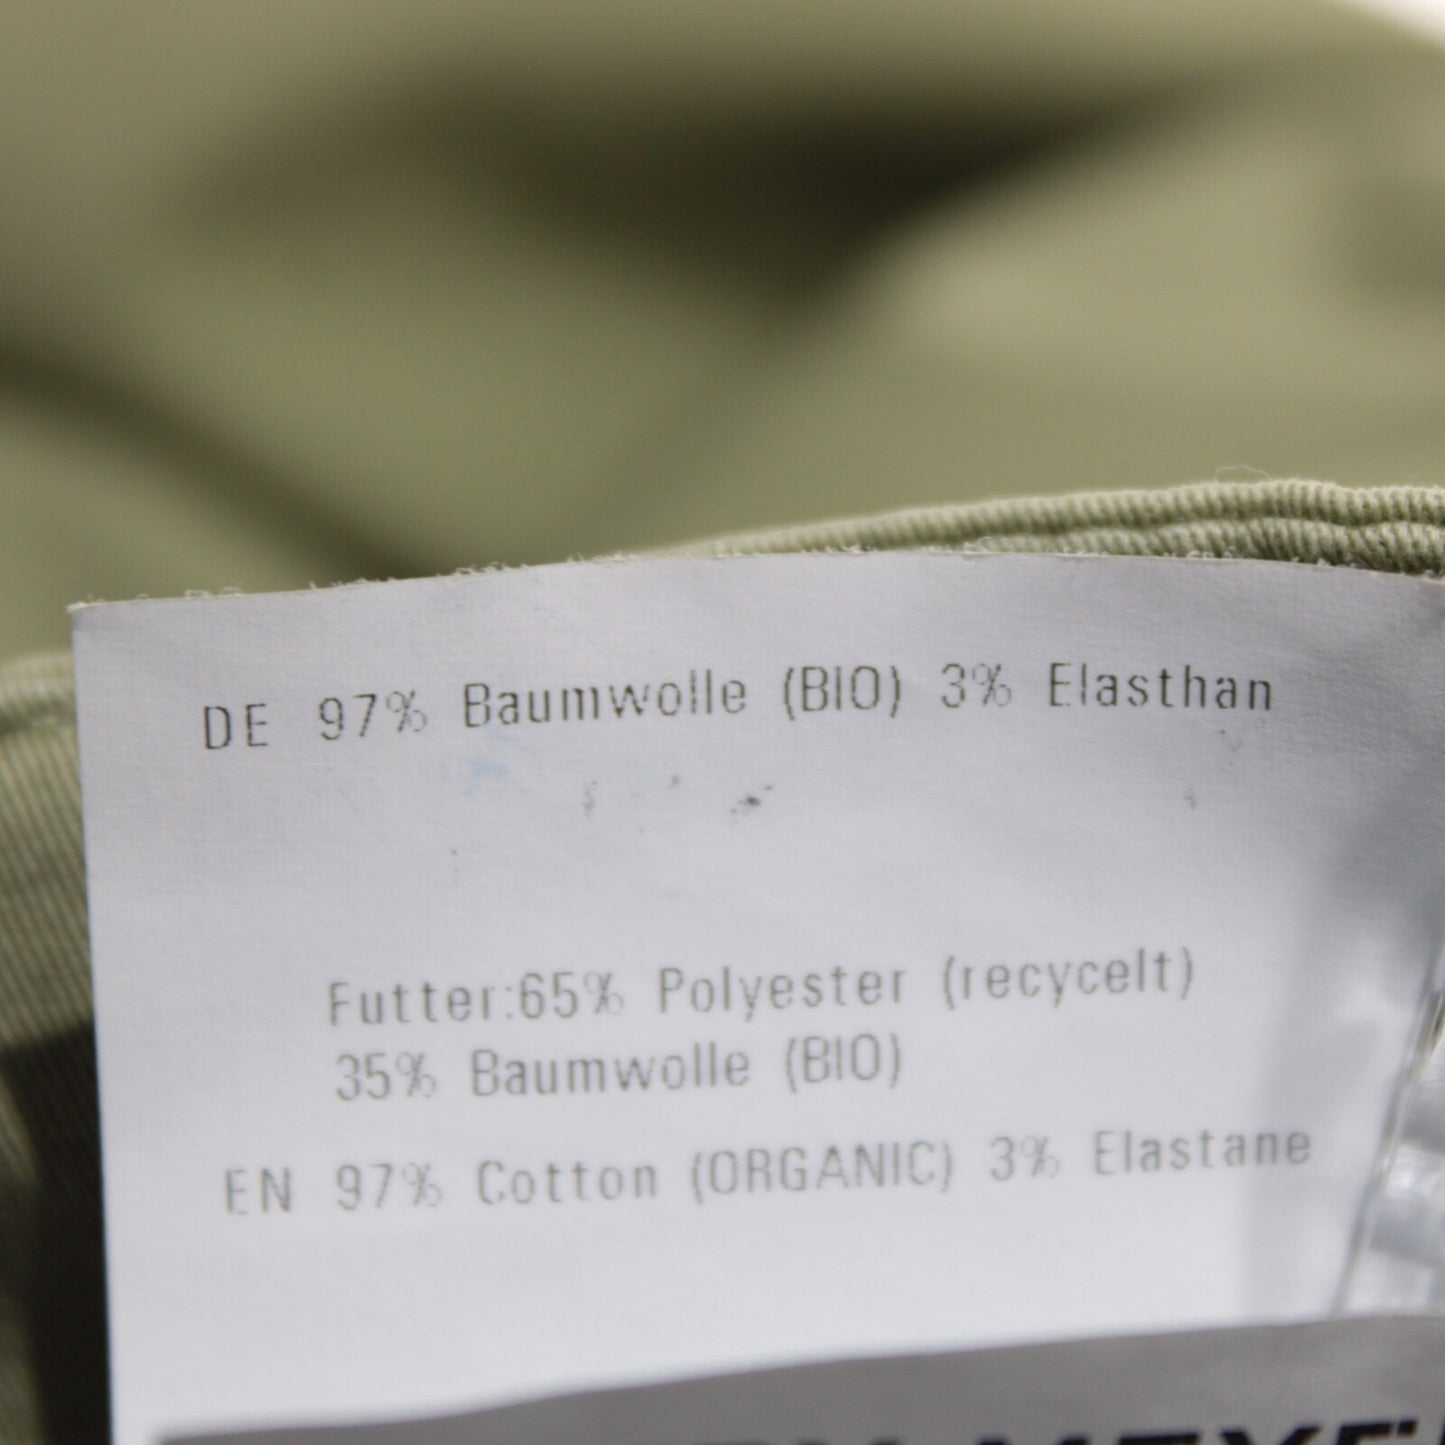 DE 97% Baumwolle (BIO) 3% Elasthan
Futter:65% Polyester (recycelt)
35% Baumwolle (BIO)
EN 97% Cotton (ORGANIC) 3% Elastane